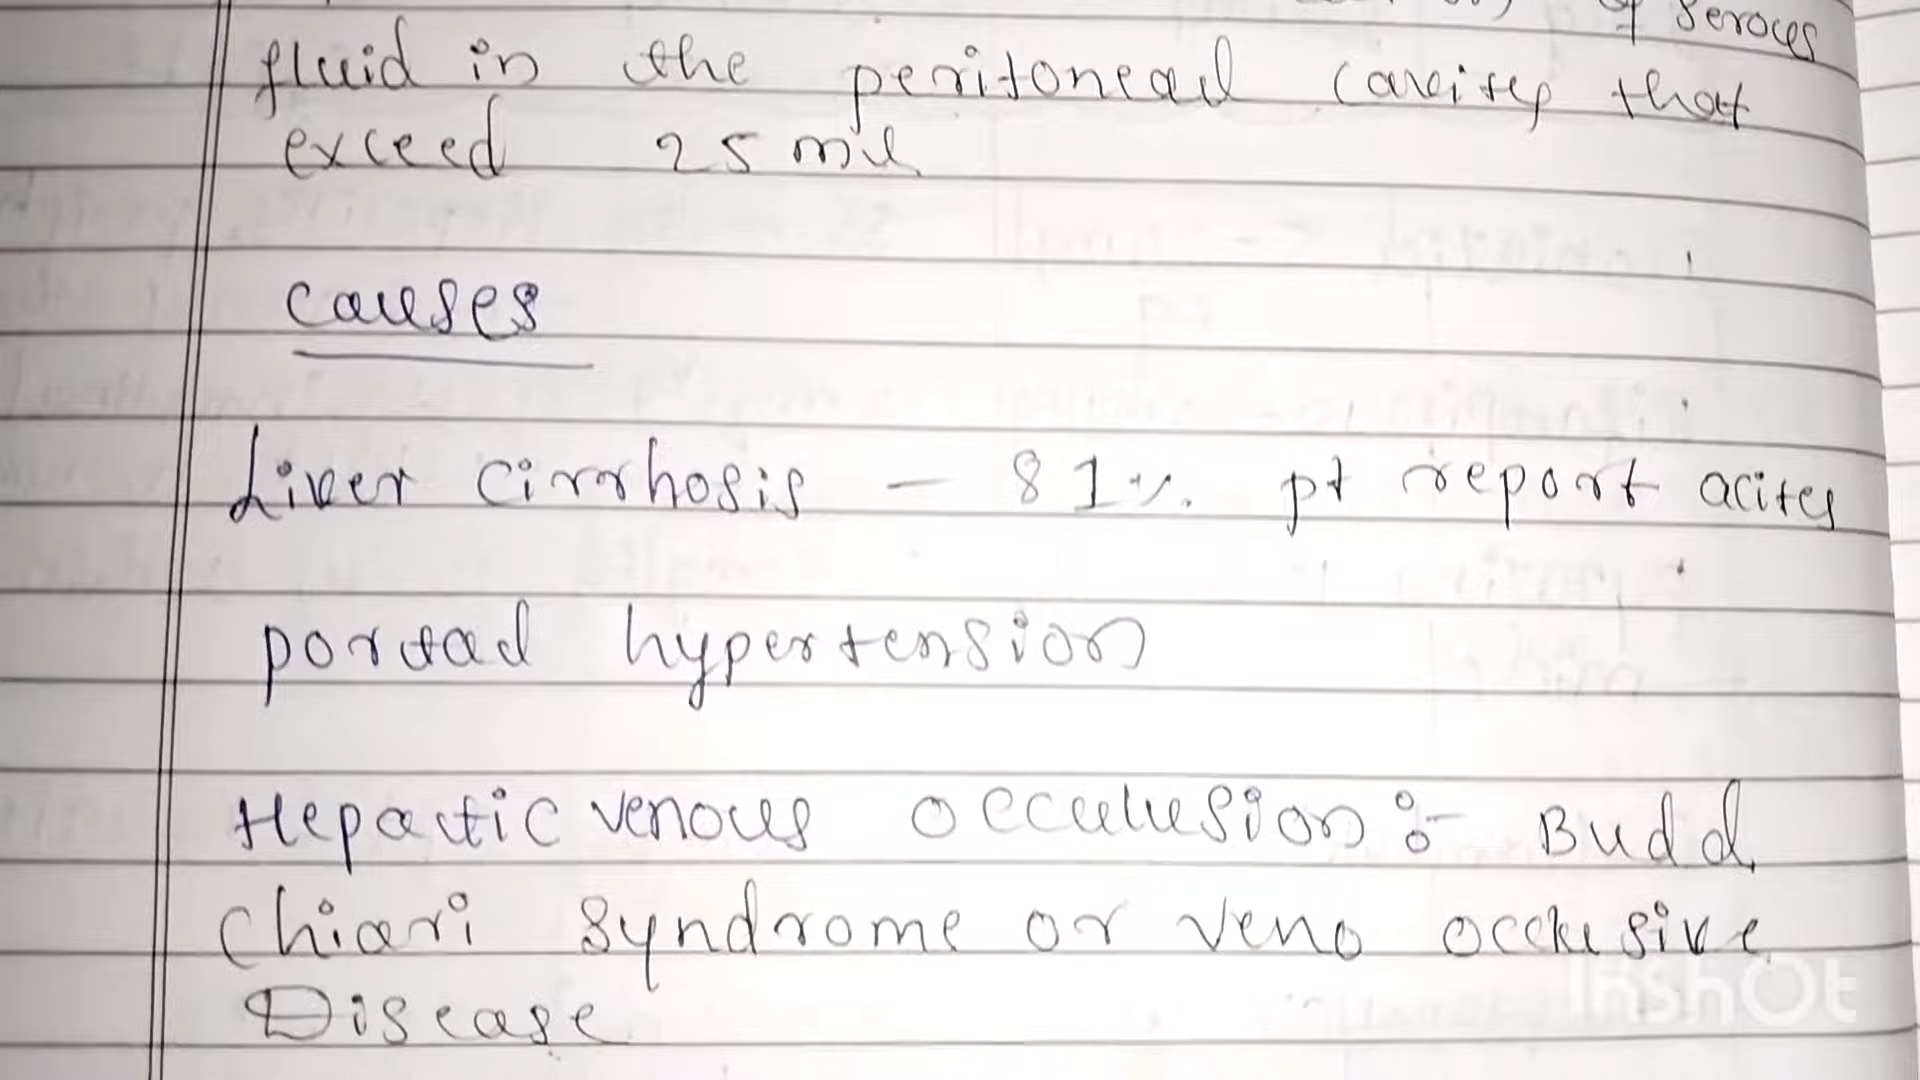 of serous
fluid in the peritoneal cavity that
exceed 25 ml
causes
Liver cirrhosis - 81%. pt report acites
portal hypertension
Hepatic venous occulusion :- Budd
chiari syndrome or veno occlusive
Disease
InShOt